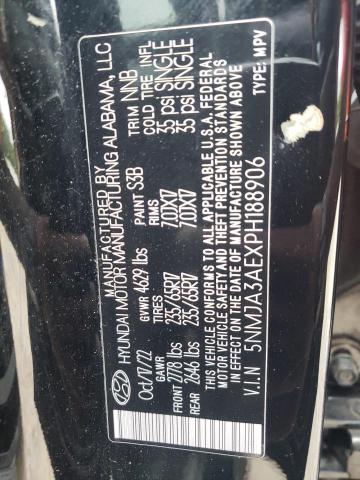 MANUFACTURED BY
HYUNDAI MOTOR MANUFACTURING ALABAMA, LLC
Oct/17/22 GVWR 4629 lbs PAINT S3B TRIM NNB
GAWR TIRES RIMS COLD TIRE INFL
FRONT 2778 lbs 235/65R17 7.00X17 35 psi SINGLE
REAR 2646 lbs 235/65R17 7.00X17 35 psi SINGLE
THIS VEHICLE CONFORMS TO ALL APPLICABLE U.S.A. FEDERAL
MOTOR VEHICLE SAFETY AND THEFT PREVENTION STANDARDS
IN EFFECT ON THE DATE OF MANUFACTURE SHOWN ABOVE.
V.I.N 5NMJA3AEXPH188906 TYPE: MPV